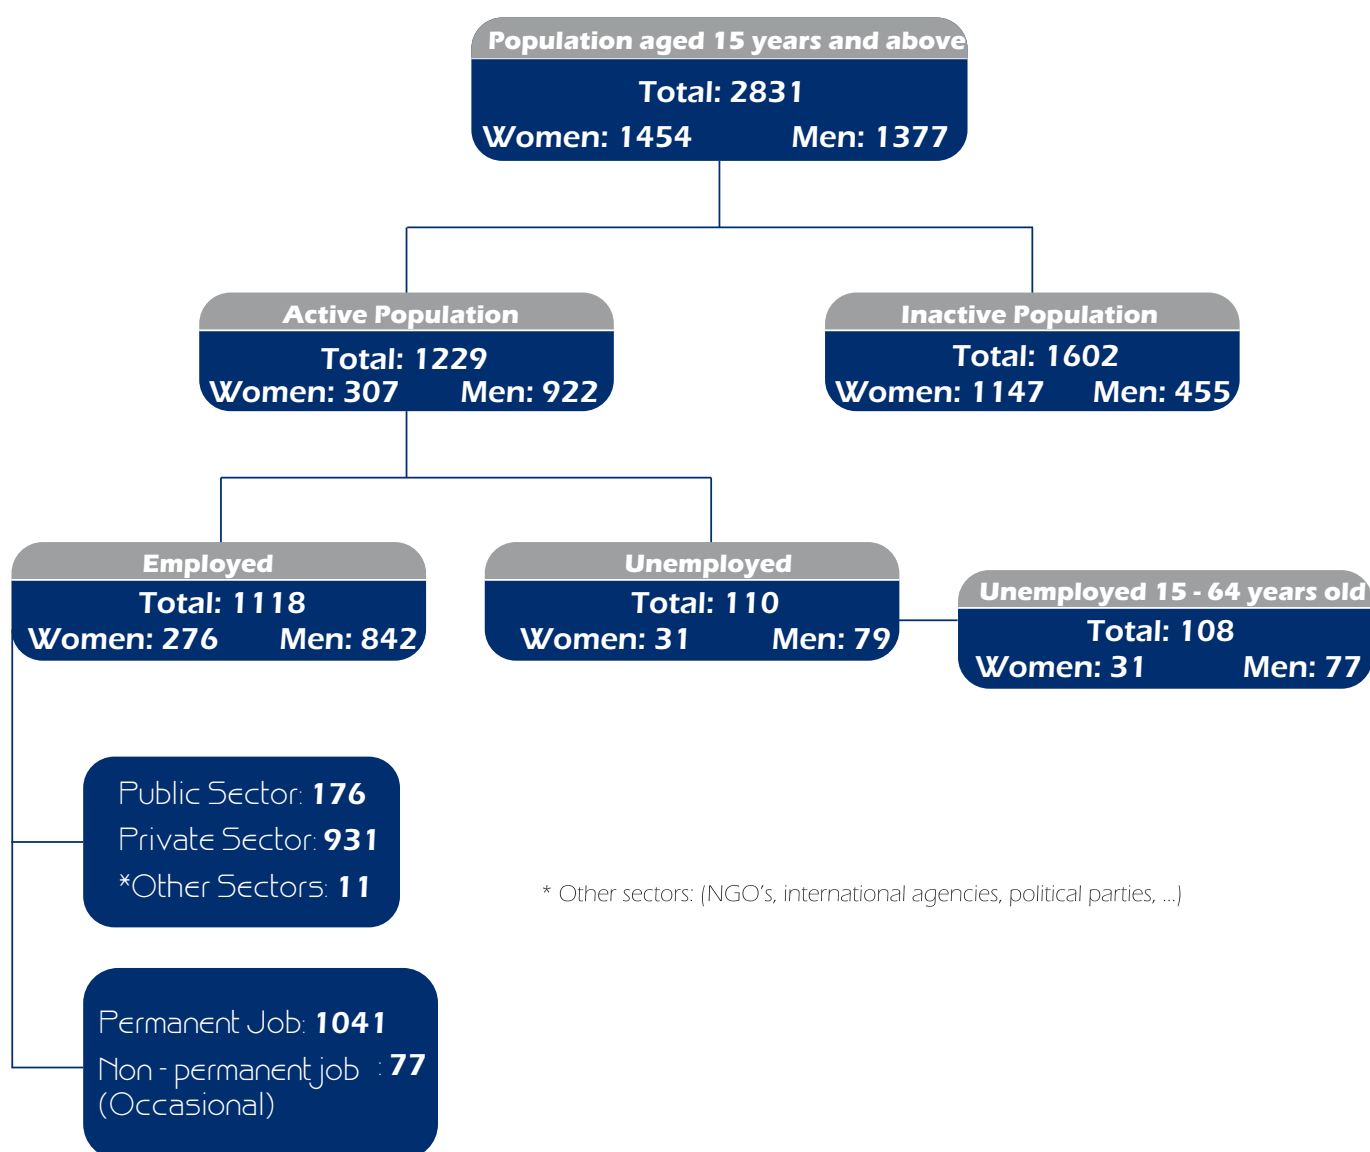 Population aged 15 years and above
Total: 2831
Women: 1454 Men: 1377
Active Population
Total: 1229
Women: 307 Men: 922
Inactive Population
Total: 1602
Women: 1147 Men: 455
Employed
Total: 1118
Women: 276 Men: 842
Unemployed
Total: 110
Women: 31 Men: 79
Unemployed 15 - 64 years old
Total: 108
Women: 31 Men: 77
Public Sector: 176
Private Sector: 931
*Other Sectors: 11
* Other sectors: (NGO's, international agencies, political parties, ...)
Permanent Job: 1041
Non - permanent job : 77
(Occasional)